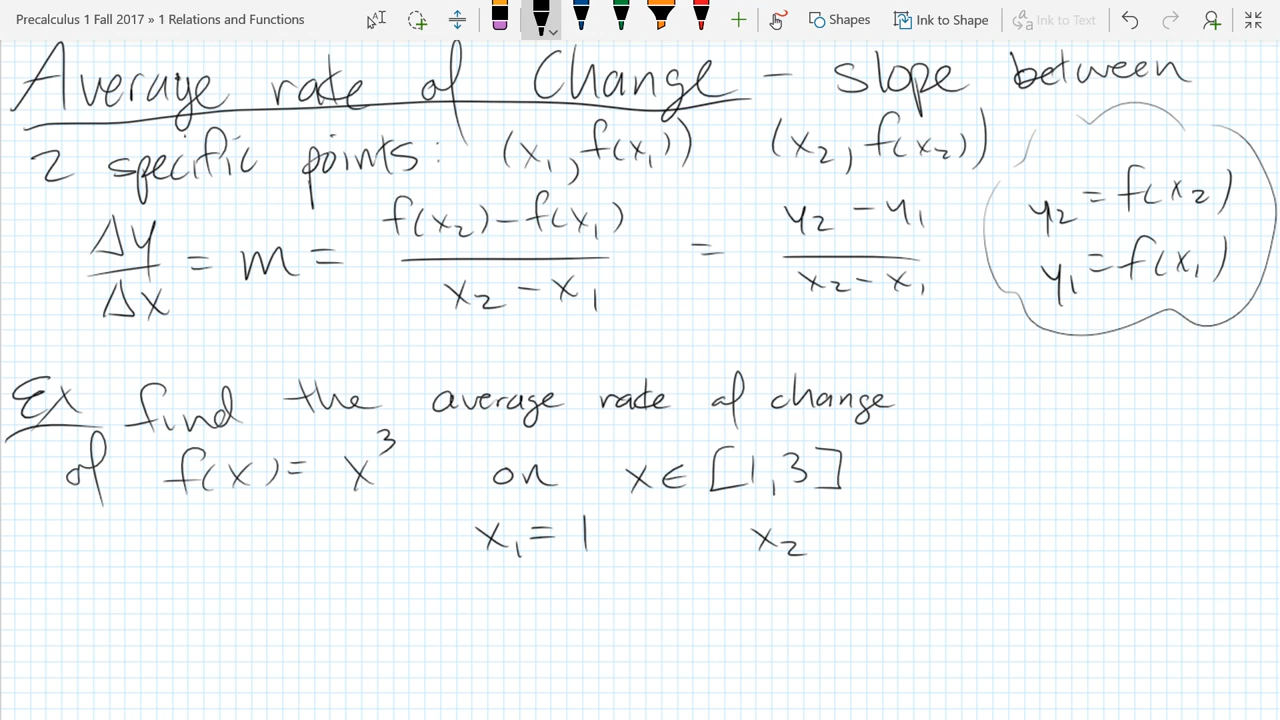 Precalculus 1 Fall 2017 » 1 Relations and Functions
Shapes Ink to Shape Ink to Text
Average rate of Change - slope between
2 specific points: (x₁, f(x₁)) (x₂, f(x₂))
Δy/Δx = m = (f(x₂)-f(x₁))/(x₂-x₁) = (y₂-y₁)/(x₂-x₁)
y₂ = f(x₂)
y₁ = f(x₁)
Ex find the average rate of change
of f(x) = x³ on x∈[1,3]
x₁ = 1 x₂